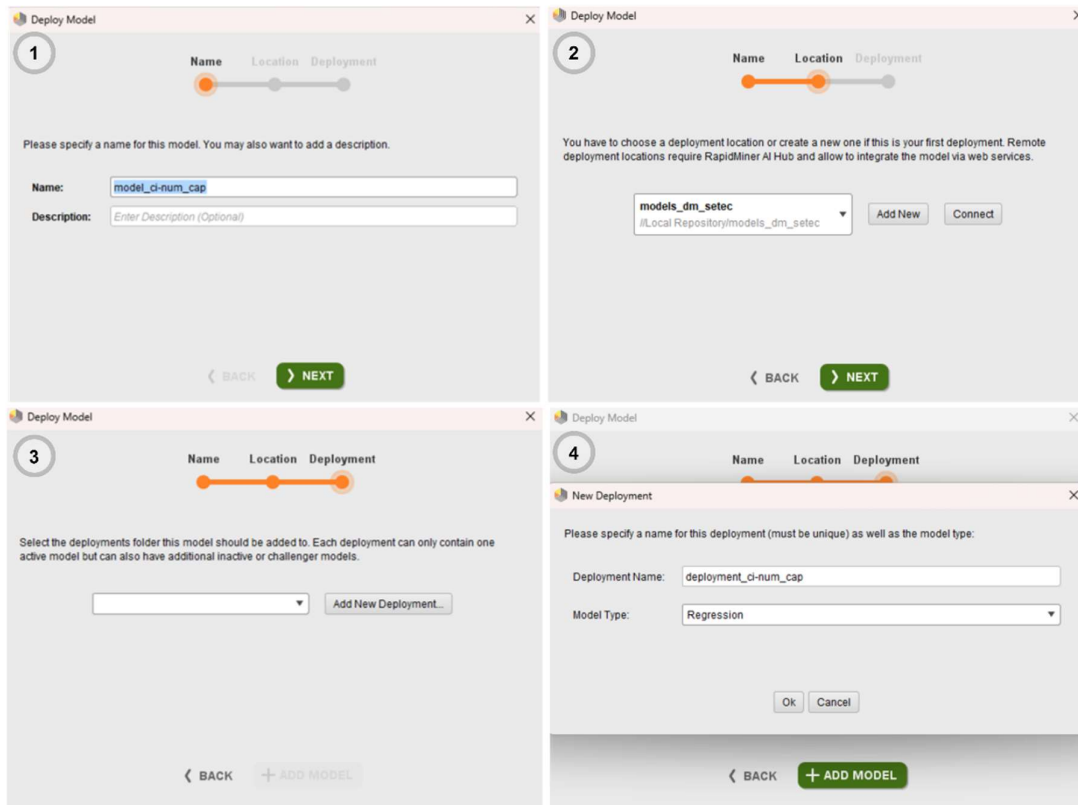 Deploy Model
1
Name Location Deployment
Please specify a name for this model. You may also want to add a description.
Name: model_ci-num_cap
Description: Enter Description (Optional)
BACK NEXT
Deploy Model
2
Name Location Deployment
You have to choose a deployment location or create a new one if this is your first deployment. Remote
deployment locations require RapidMiner AI Hub and allow to integrate the model via web services.
models_dm_setec
//Local Repository/models_dm_setec
Add New Connect
BACK NEXT
Deploy Model
3
Name Location Deployment
Select the deployments folder this model should be added to. Each deployment can only contain one
active model but can also have additional inactive or challenger models.
Add New Deployment...
BACK ADD MODEL
Deploy Model
4
Name Location Deployment
New Deployment
Please specify a name for this deployment (must be unique) as well as the model type:
Deployment Name: deployment_ci-num_cap
Model Type: Regression
Ok Cancel
BACK ADD MODEL